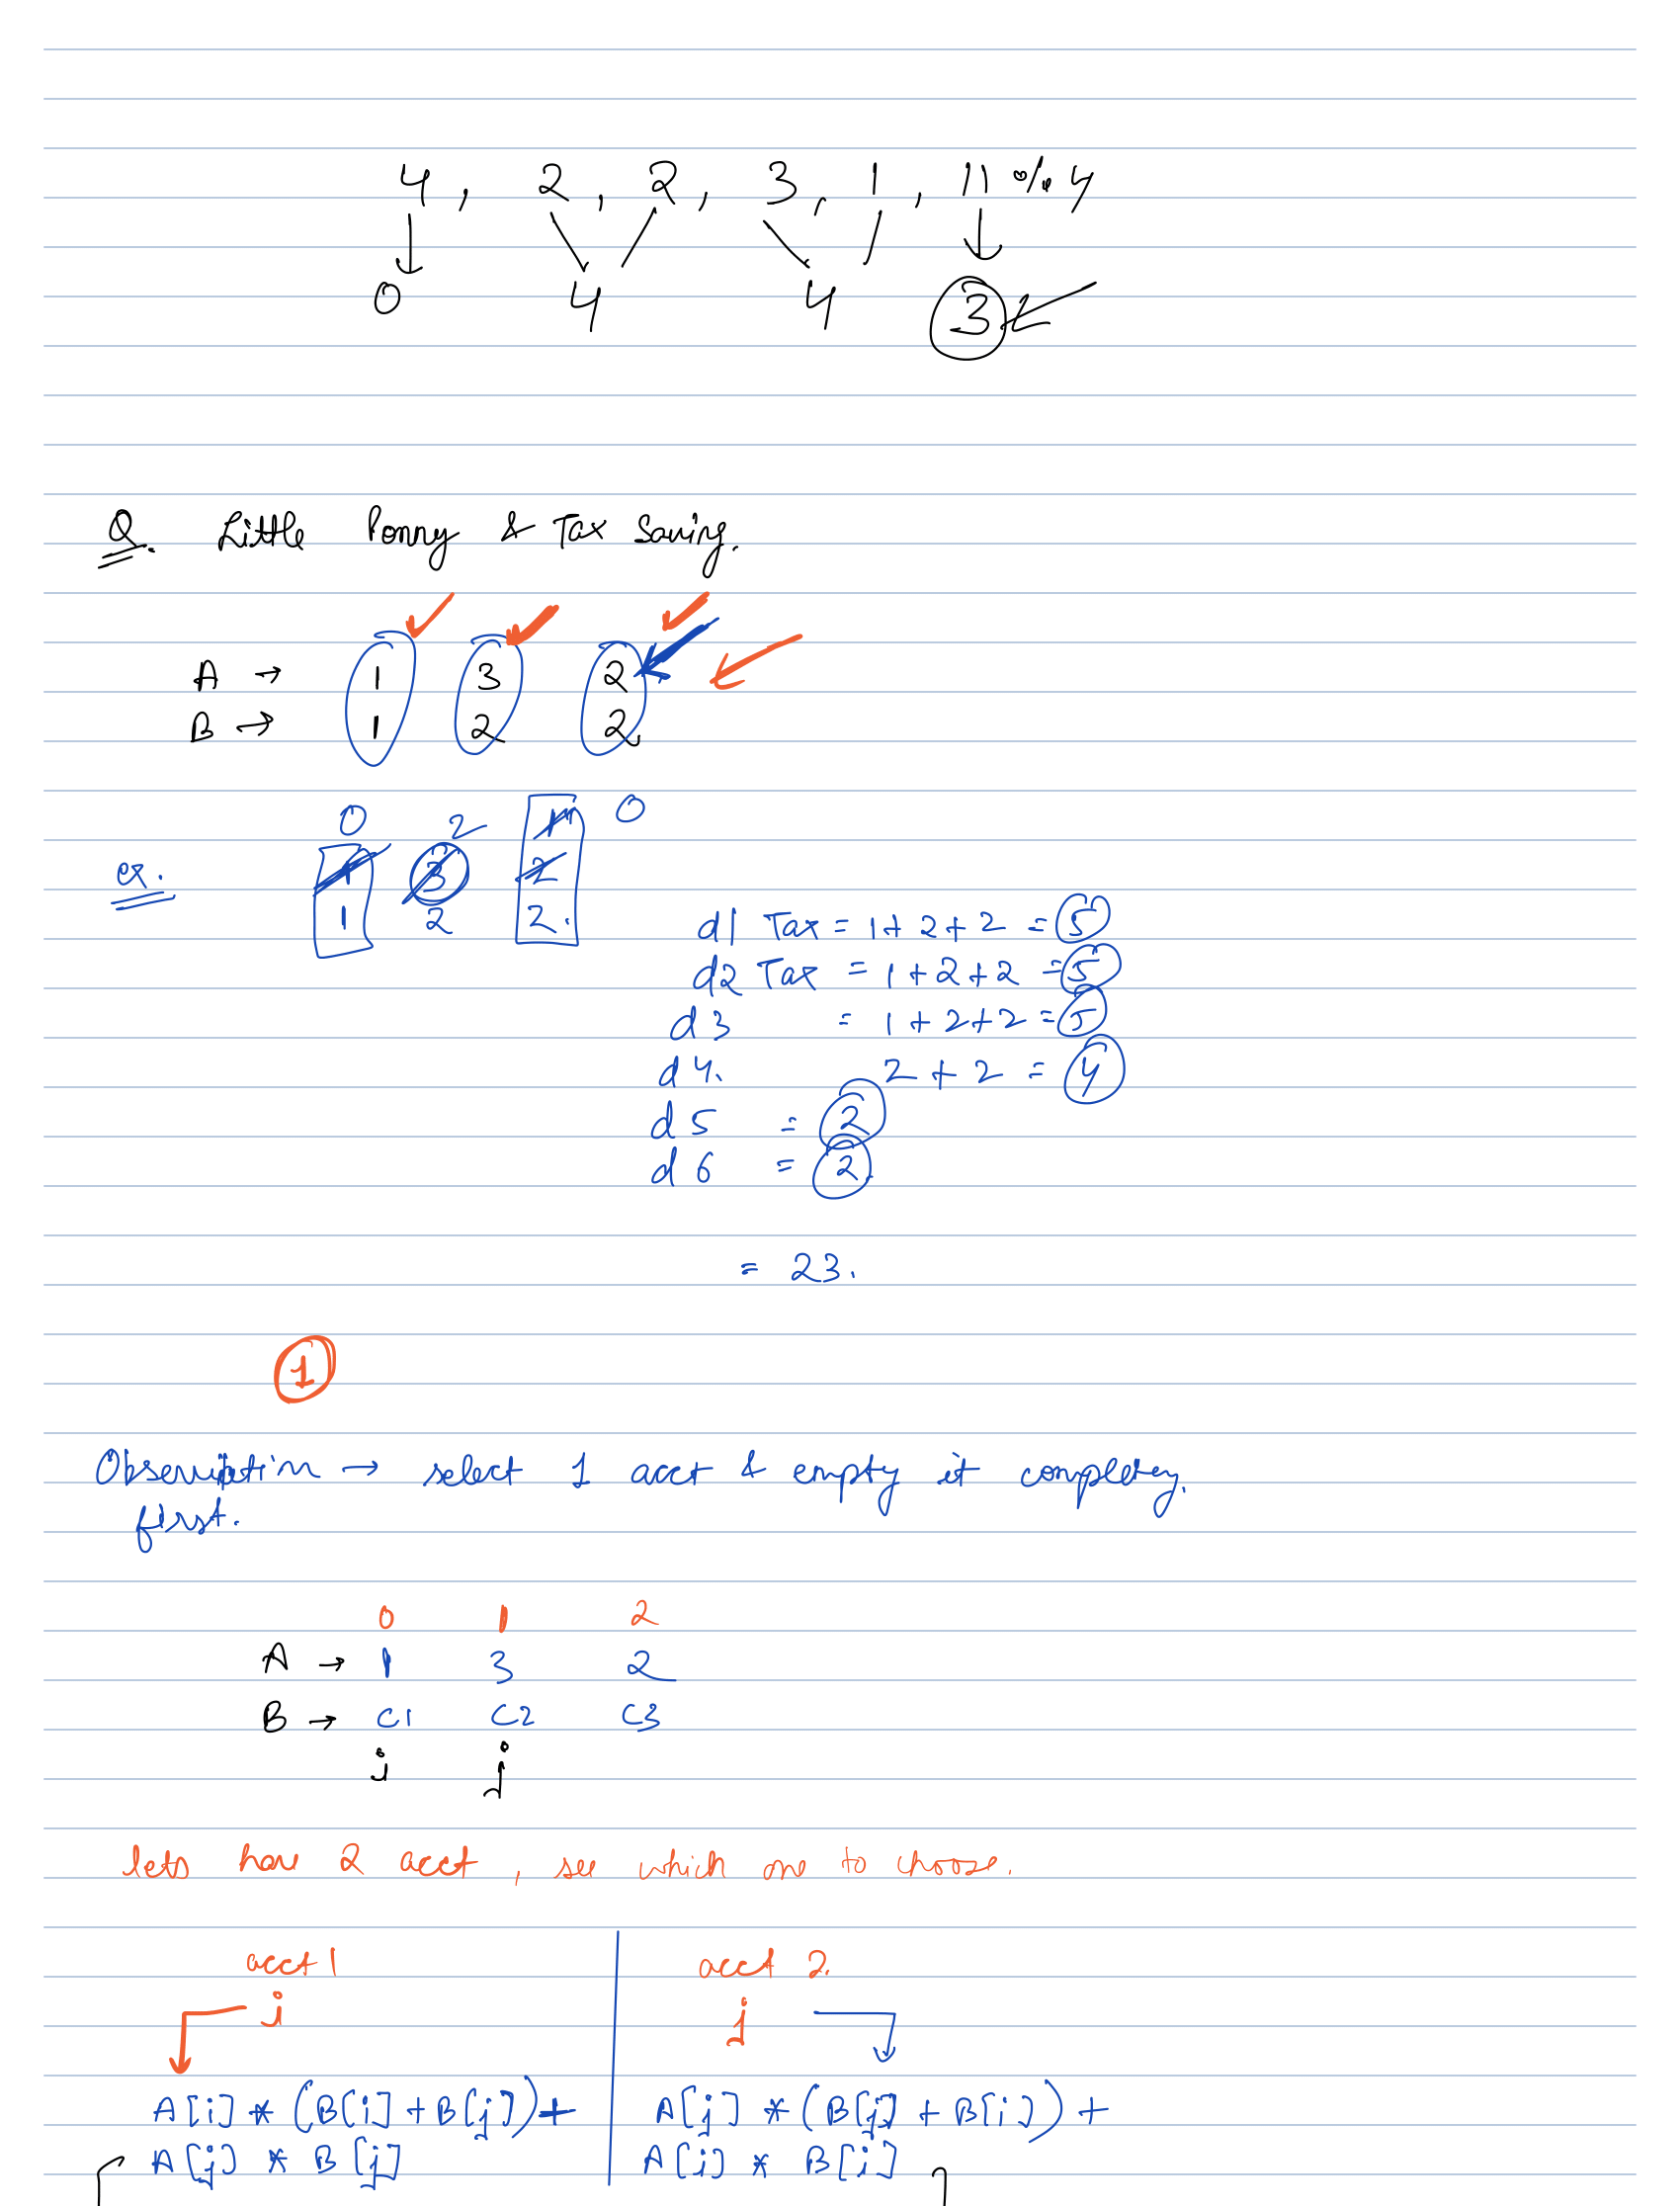 4, 2, 2, 3, 1, 11 % 4
0 4 4 3
Q. Little Ponny & Tax Saving.
A → 1 3 2
B → 1 2 2
0 2 0
ex. 1 3 2
1 2 2.
d1 Tax = 1+2+2 = 5
d2 Tax = 1+2+2 = 5
d3 = 1+2+2 = 5
d4. 2+2 = 4
d5 = 2
d6 = 2.
= 23.
1
→ select 1 acct & empty it
first.
0 1 2
A → 1 3 2
B → C1 C2 C3
i j
lets have 2 acct, see which one to choose.
acct 1 acct 2.
i j
A[i] * (B[i] + B[j]) + A[j] * (B[j] + B[i]) +
A[j] * B[j] A[i] * B[i]